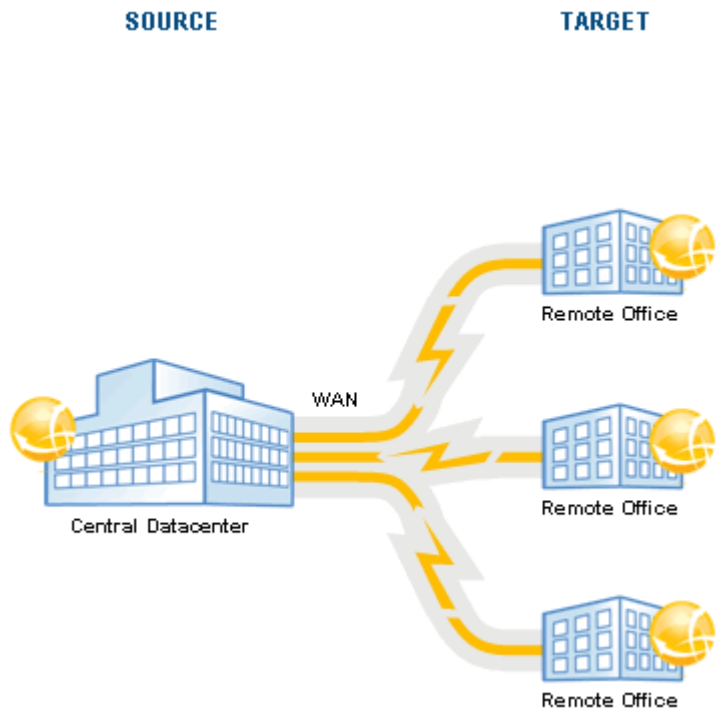 SOURCE
TARGET
Remote Office
WAN
Central Datacenter
Remote Office
Remote Office